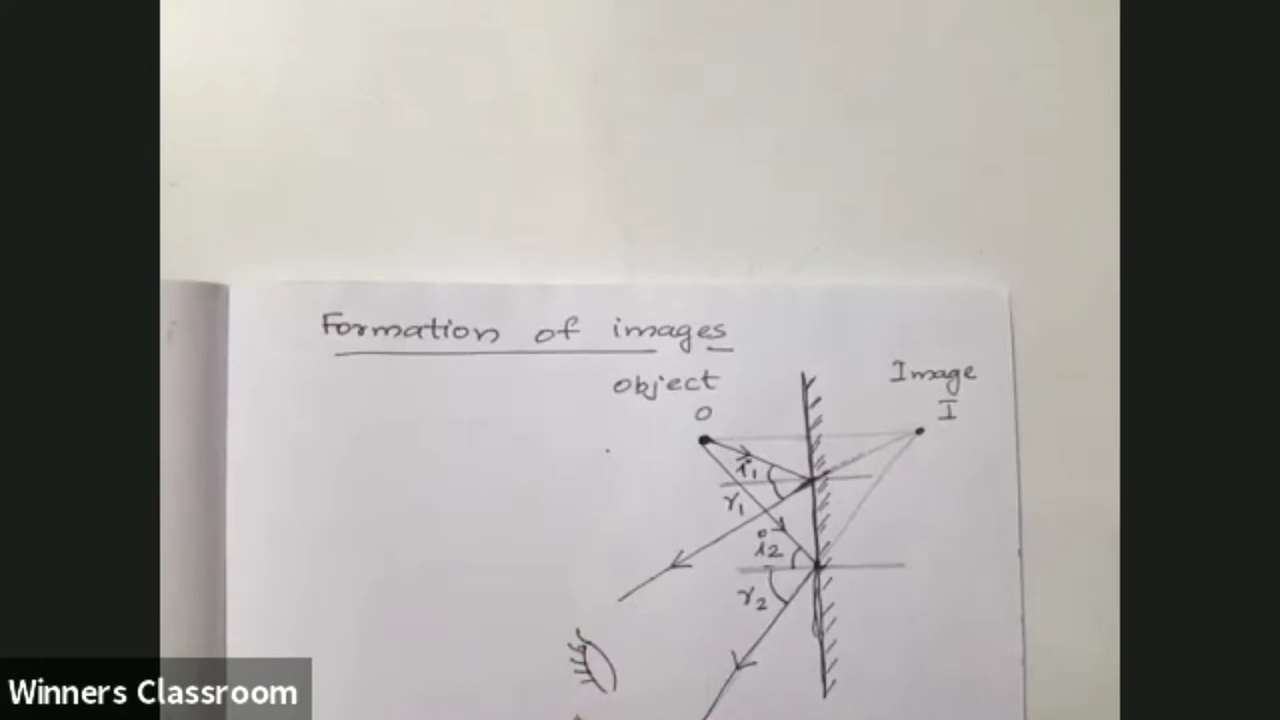 Formation of images
object
O
Image
I
i1
r1
i2
r2
Winners Classroom